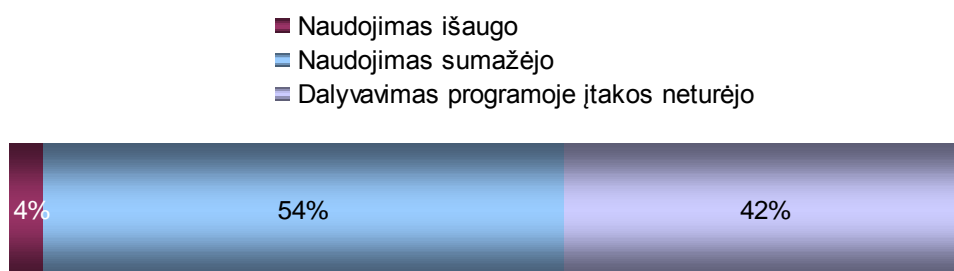 Naudojimas išaugo
Naudojimas sumažėjo
Dalyvavimas programoje įtakos neturėjo
4% 54% 42%